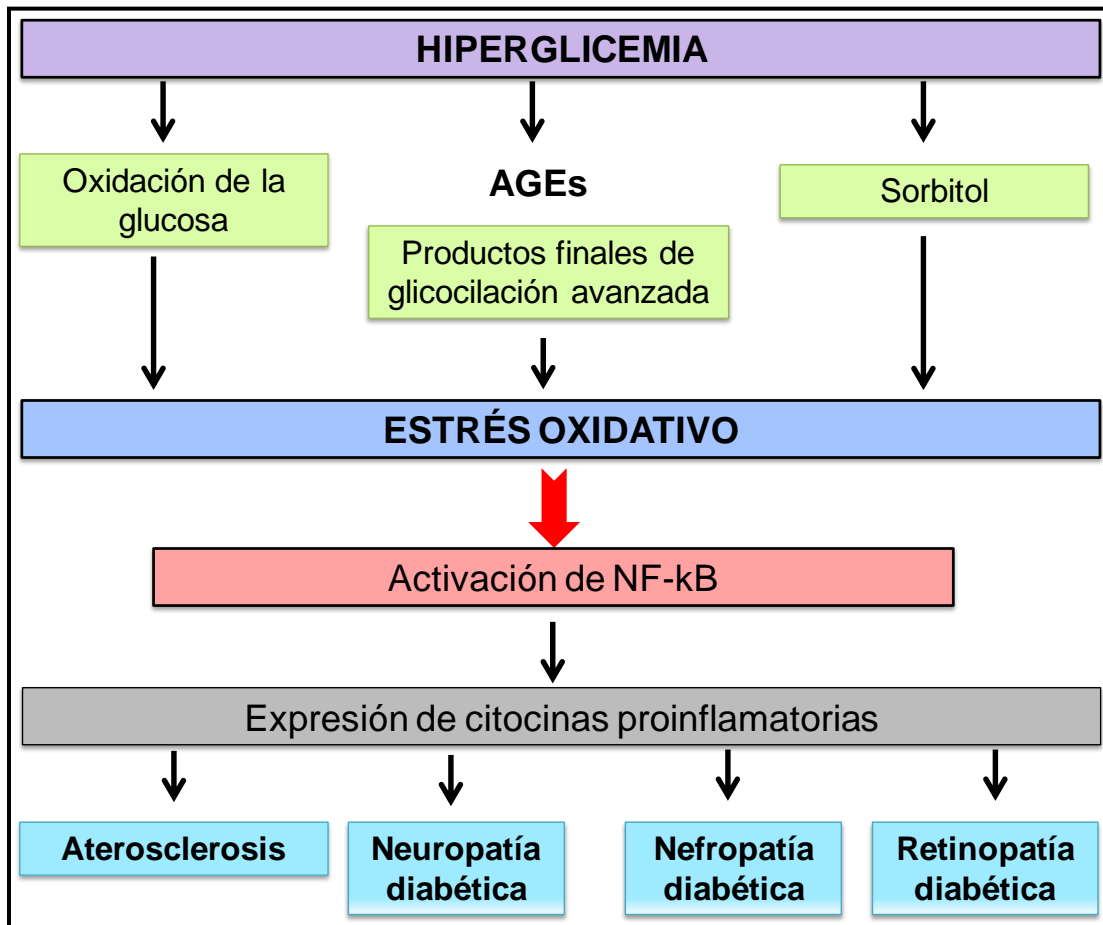 HIPERGLICEMIA
Oxidación de la
glucosa
AGEs
Productos finales de
glicocilación avanzada
Sorbitol
ESTRÉS OXIDATIVO
Activación de NF-kB
Expresión de citocinas proinflamatorias
Aterosclerosis
Neuropatía
diabética
Nefropatía
diabética
Retinopatía
diabética